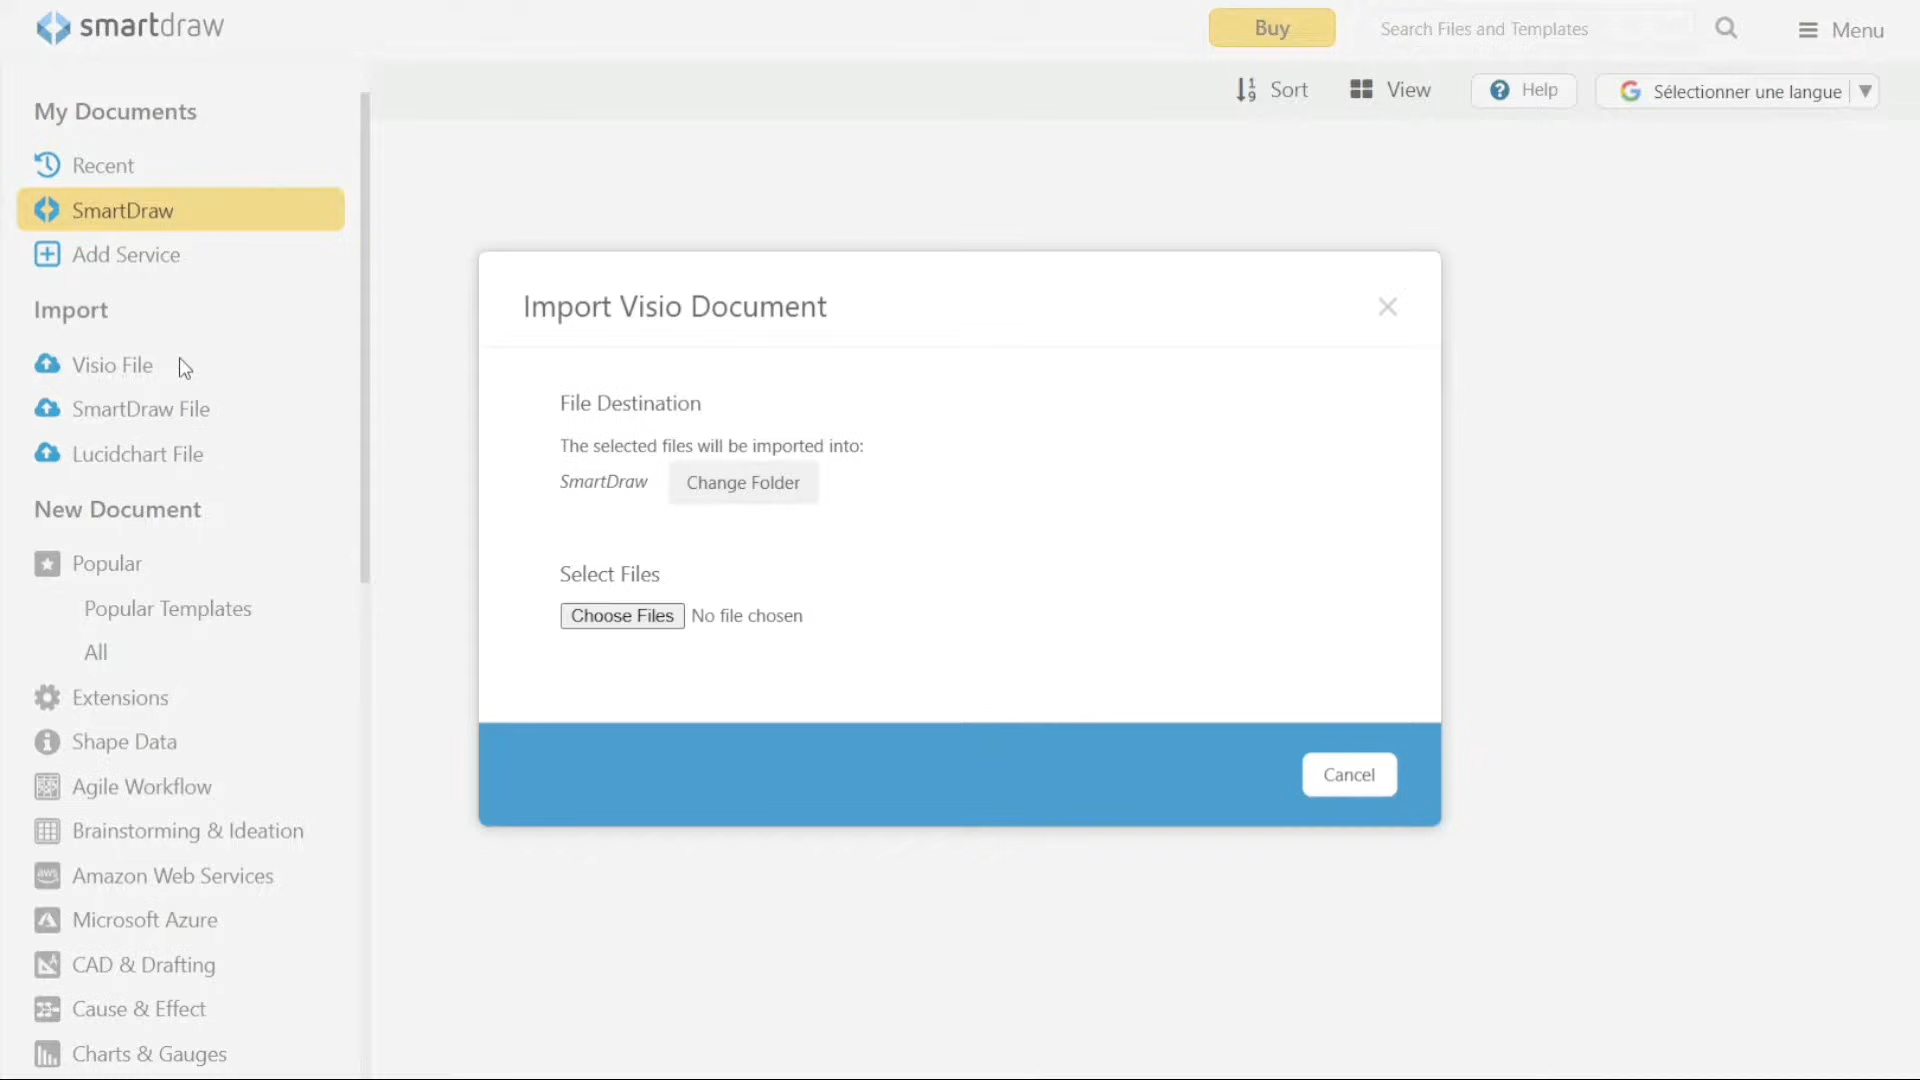 smartdraw
Buy
Search Files and Templates
Menu
Sort
View
Help
Sélectionner une langue
My Documents
Recent
SmartDraw
Add Service
Import
Visio File
SmartDraw File
Lucidchart File
New Document
Popular
Popular Templates
All
Extensions
Shape Data
Agile Workflow
Brainstorming & Ideation
Amazon Web Services
Microsoft Azure
CAD & Drafting
Cause & Effect
Charts & Gauges
Import Visio Document
File Destination
The selected files will be imported into:
SmartDraw Change Folder
Select Files
Choose Files No file chosen
Cancel